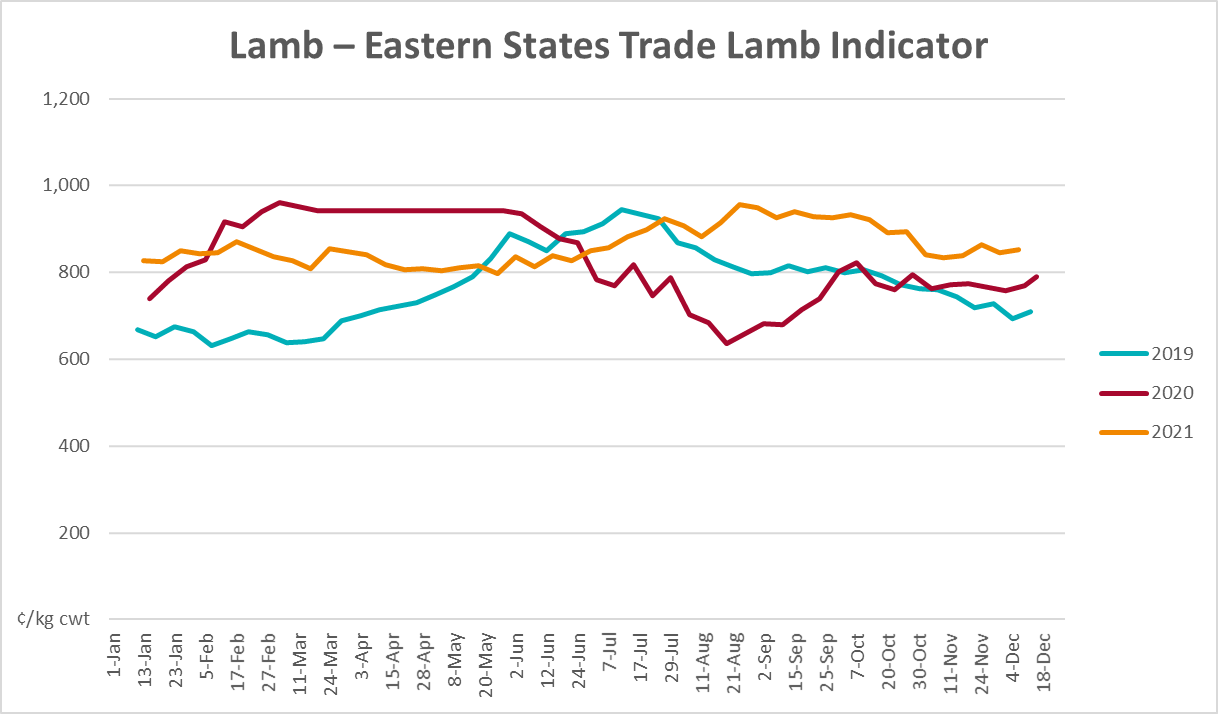 Lamb – Eastern States Trade Lamb Indicator
1,200
1,000
800
600
400
200
¢/kg cwt
1-Jan
13-Jan
23-Jan
5-Feb
17-Feb
27-Feb
11-Mar
24-Mar
3-Apr
15-Apr
28-Apr
8-May
20-May
2-Jun
12-Jun
24-Jun
7-Jul
17-Jul
29-Jul
11-Aug
21-Aug
2-Sep
15-Sep
25-Sep
7-Oct
20-Oct
30-Oct
11-Nov
24-Nov
4-Dec
18-Dec
2019
2020
2021